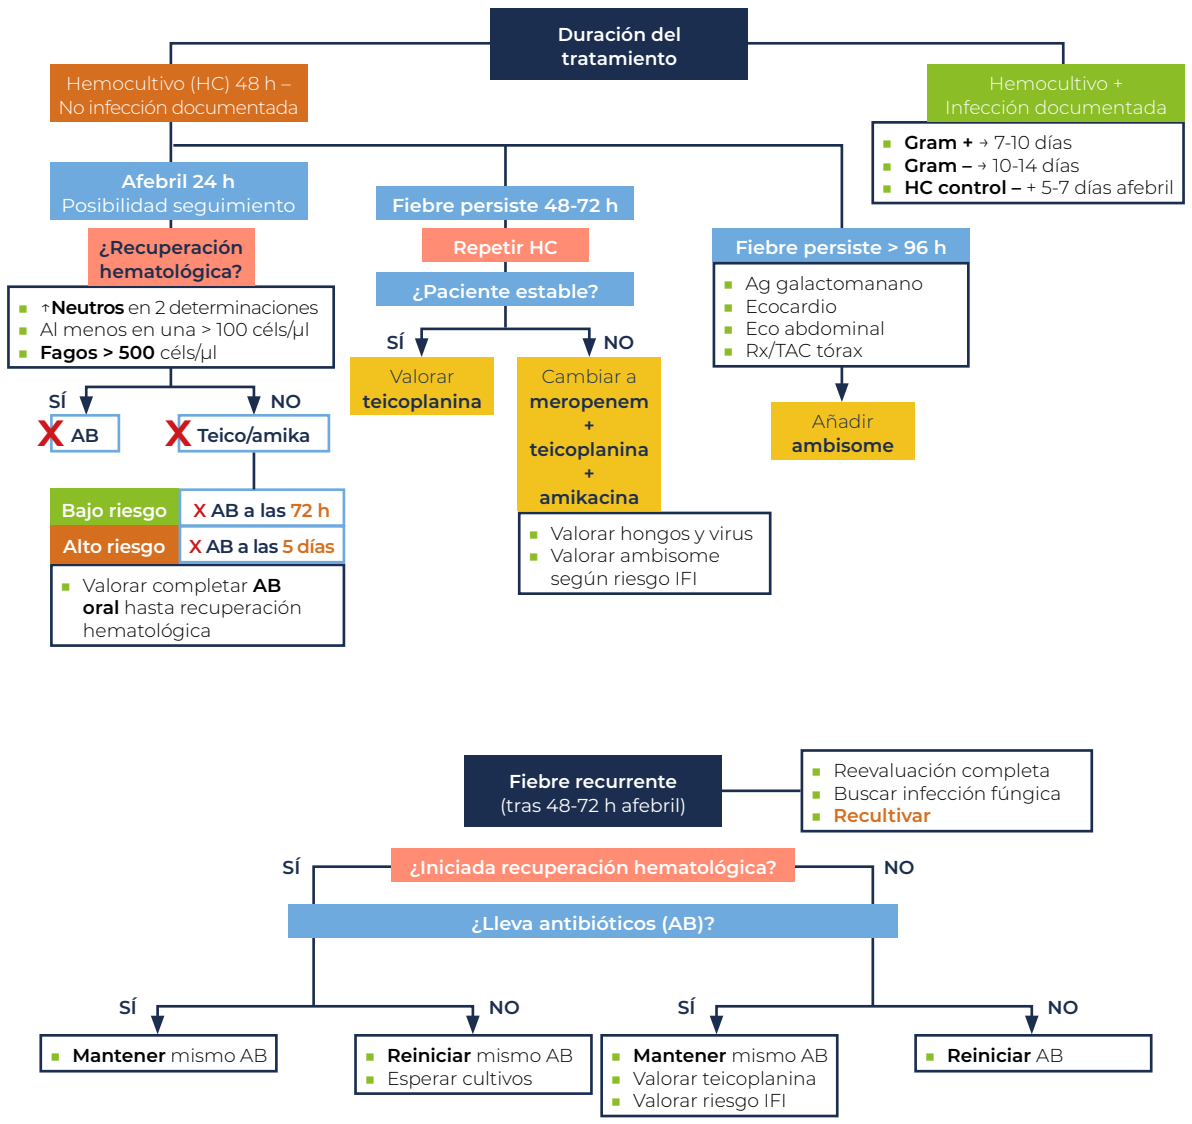 Duración del
tratamiento
Hemocultivo (HC) 48 h –
No infección documentada
Hemocultivo +
Infección documentada
Gram + → 7-10 días
Gram – → 10-14 días
HC control – + 5-7 días afebril
Afebril 24 h
Posibilidad seguimiento
¿Recuperación
hematológica?
↑Neutros en 2 determinaciones
Al menos en una > 100 céls/µl
Fagos > 500 céls/µl
SÍ
NO
X AB
X Teico/amika
Bajo riesgo
X AB a las 72 h
Alto riesgo
X AB a las 5 días
Valorar completar AB
oral hasta recuperación
hematológica
Fiebre persiste 48-72 h
Repetir HC
¿Paciente estable?
SÍ
NO
Valorar
teicoplanina
Cambiar a
meropenem
+
teicoplanina
+
amikacina
Valorar hongos y virus
Valorar ambisome
según riesgo IFI
Fiebre persiste > 96 h
Ag galactomanano
Ecocardio
Eco abdominal
Rx/TAC tórax
Añadir
ambisome
Fiebre recurrente
(tras 48-72 h afebril)
Reevaluación completa
Buscar infección fúngica
Recultivar
SÍ
¿Iniciada recuperación hematológica?
NO
¿Lleva antibióticos (AB)?
SÍ
NO
SÍ
NO
Mantener mismo AB
Reiniciar mismo AB
Esperar cultivos
Mantener mismo AB
Valorar teicoplanina
Valorar riesgo IFI
Reiniciar AB